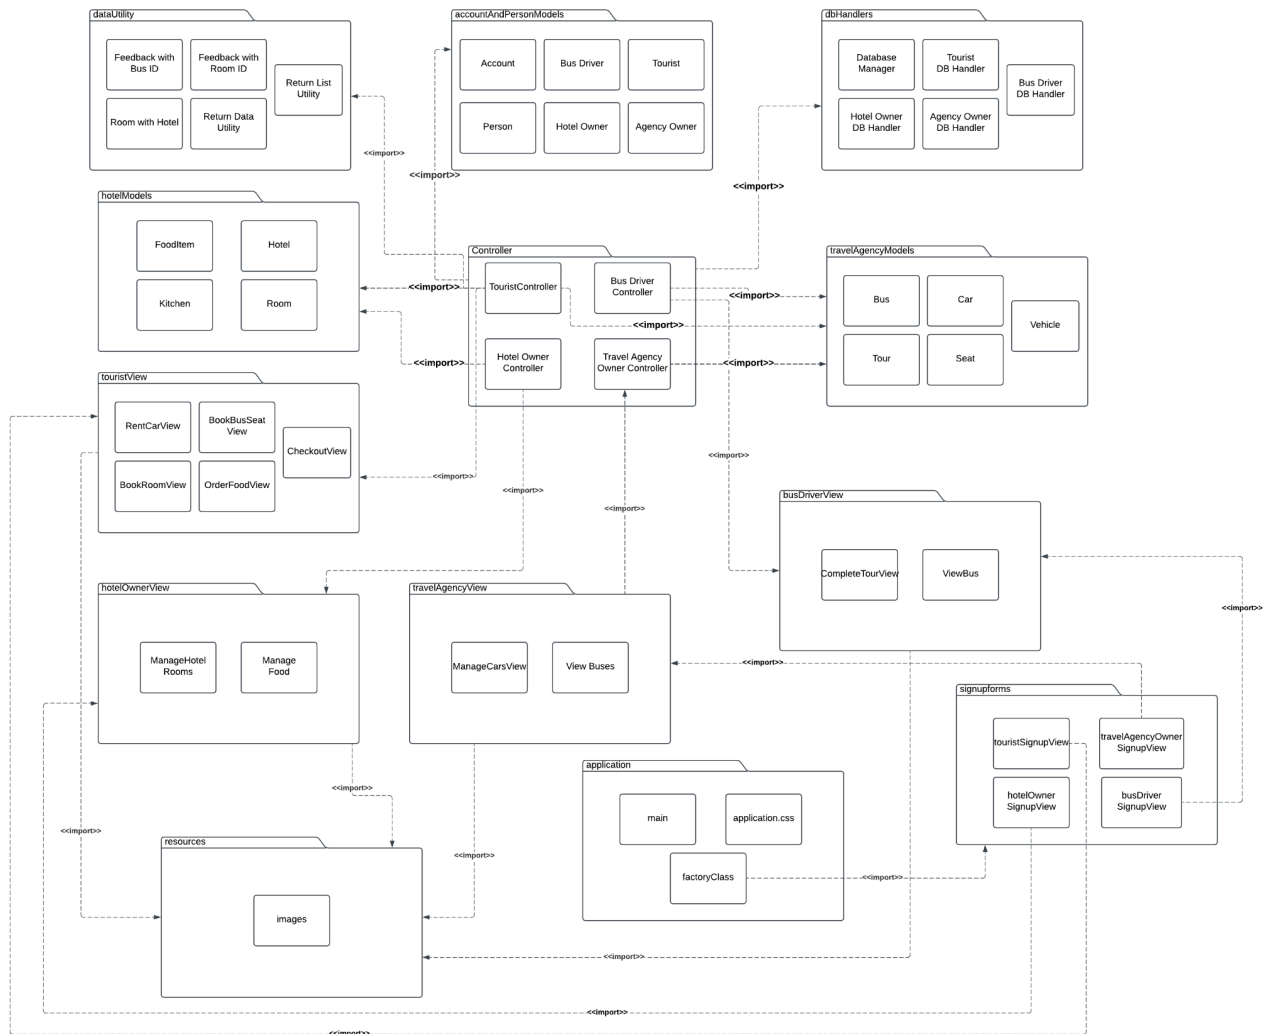 dataUtility
Feedback with
Bus ID
Feedback with
Room ID
Return List
Utility
Room with Hotel
Return Data
Utility
accountAndPersonModels
Account
Bus Driver
Tourist
Person
Hotel Owner
Agency Owner
dbHandlers
Database
Manager
Tourist
DB Handler
Bus Driver
DB Handler
Hotel Owner
DB Handler
Agency Owner
DB Handler
<<import>>
<<import>>
<<import>>
hotelModels
FoodItem
Hotel
Kitchen
Room
Controller
TouristController
Bus Driver
Controller
Hotel Owner
Controller
Travel Agency
Owner Controller
travelAgencyModels
Bus
Car
Vehicle
Tour
Seat
<<import>>
<<import>>
<<import>>
<<import>>
<<import>>
touristView
RentCarView
BookBusSeat
View
CheckoutView
BookRoomView
OrderFoodView
<<import>>
<<import>>
<<import>>
<<import>>
busDriverView
CompleteTourView
ViewBus
hotelOwnerView
ManageHotel
Rooms
Manage
Food
travelAgencyView
ManageCarsView
View Buses
<<import>>
<<import>>
signupforms
touristSignupView
travelAgencyOwner
SignupView
hotelOwner
SignupView
busDriver
SignupView
application
main
application.css
factoryClass
<<import>>
<<import>>
<<import>>
<<import>>
resources
images
<<import>>
<<import>>
<<import>>